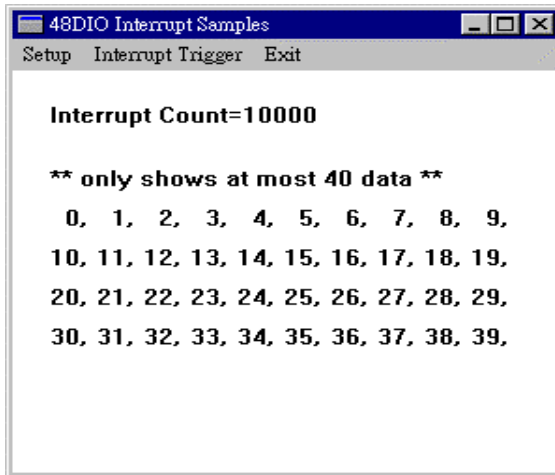 48DIO Interrupt Samples
Setup Interrupt Trigger Exit
Interrupt Count=10000
** only shows at most 40 data **
0, 1, 2, 3, 4, 5, 6, 7, 8, 9,
10, 11, 12, 13, 14, 15, 16, 17, 18, 19,
20, 21, 22, 23, 24, 25, 26, 27, 28, 29,
30, 31, 32, 33, 34, 35, 36, 37, 38, 39,